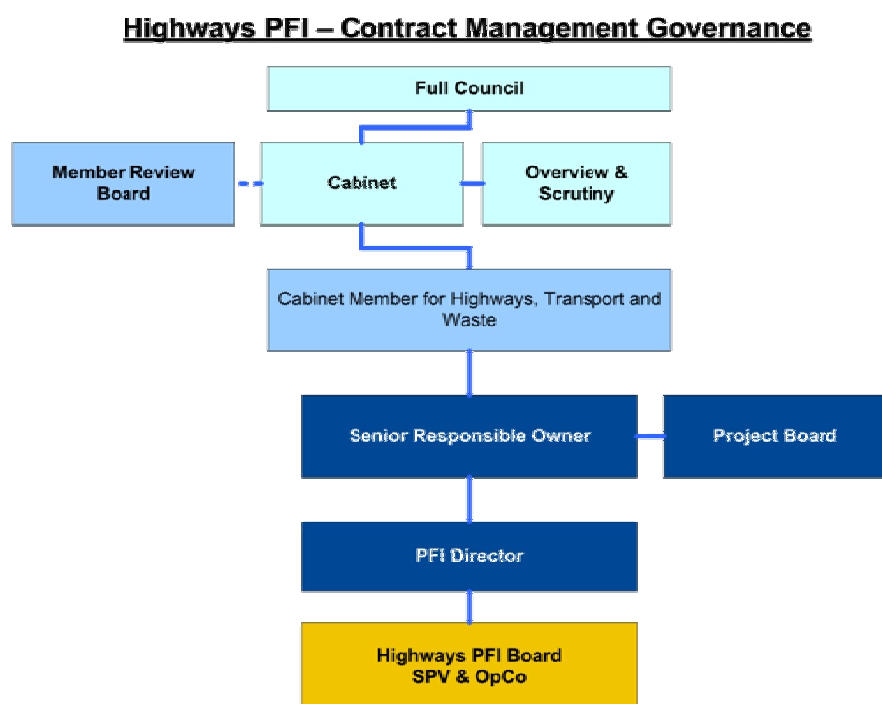 Highways PFI – Contract Management Governance
Full Council
Member Review
Board
Cabinet
Overview &
Scrutiny
Cabinet Member for Highways, Transport and
Waste
Senior Responsible Owner
Project Board
PFI Director
Highways PFI Board
SPV & OpCo